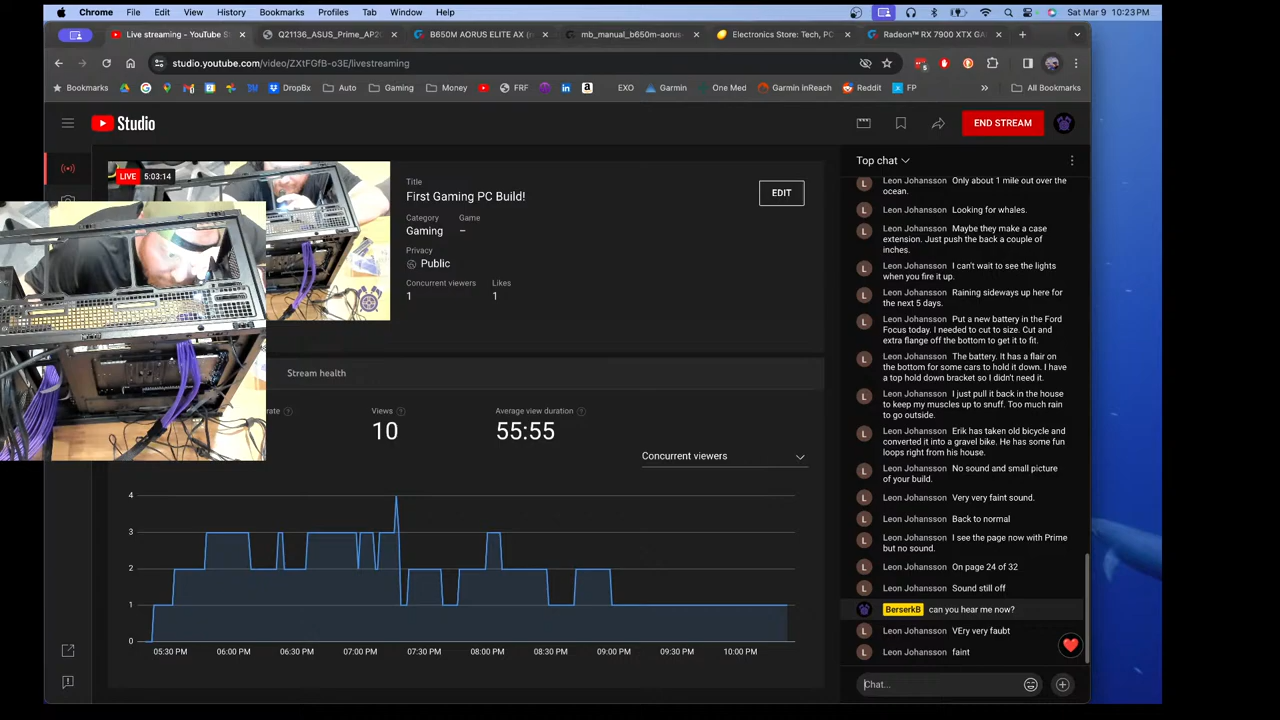 Chrome File Edit View History Bookmarks Profiles Tab Window Help Sat Mar 9 10:23 PM
Live streaming - YouTube S Q21136_ASUS_Prime_AP20 B650M AORUS ELITE AX (re mb_manual_b650m-aorus- Electronics Store: Tech, PC Radeon™ RX 7900 XTX GA
studio.youtube.com/video/ZXtFGfB-o3E/livestreaming
Bookmarks DropBx Auto Gaming Money FRF EXO Garmin One Med Garmin inReach Reddit FP All Bookmarks
Studio
END STREAM
LIVE 5:03:14
Title
First Gaming PC Build!
EDIT
Category Game
Gaming –
Privacy
Public
Concurrent viewers Likes
1 1
Stream health
rate Views Average view duration
10 55:55
Concurrent viewers
4
3
2
1
0
05:30 PM 06:00 PM 06:30 PM 07:00 PM 07:30 PM 08:00 PM 08:30 PM 09:00 PM 09:30 PM 10:00 PM
Top chat
Leon Johansson Only about 1 mile out over the
ocean.
Leon Johansson Looking for whales.
Leon Johansson Maybe they make a case
extension. Just push the back a couple of
inches.
Leon Johansson I can't wait to see the lights
when you fire it up.
Leon Johansson Raining sideways up here for
the next 5 days.
Leon Johansson Put a new battery in the Ford
Focus today. I needed to cut to size. Cut and
extra flange off the bottom to get it to fit.
Leon Johansson The battery. It has a flair on
the bottom for some cars to hold it down. I have
a top hold down bracket so I didn't need it.
Leon Johansson I just pull it back in the house
to keep my muscles up to snuff. Too much rain
to go outside.
Leon Johansson Erik has taken old bicycle and
converted it into a gravel bike. He has some fun
loops right from his house.
Leon Johansson No sound and small picture
of your build.
Leon Johansson Very very faint sound.
Leon Johansson Back to normal
Leon Johansson I see the page now with Prime
but no sound.
Leon Johansson On page 24 of 32
Leon Johansson Sound still off
BerserkB can you hear me now?
Leon Johansson VEry very faubt
Leon Johansson faint
Chat...